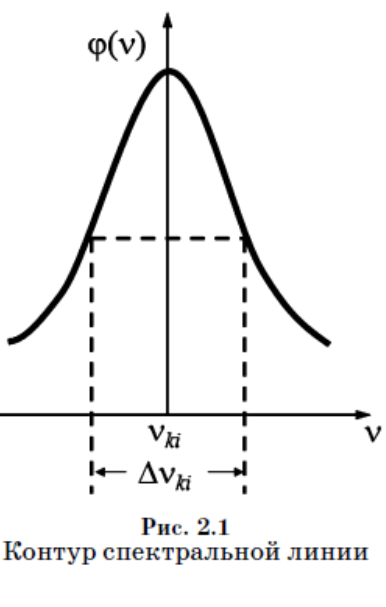 φ(ν)
ν
νki
Δνki
Рис. 2.1
Контур спектральной линии